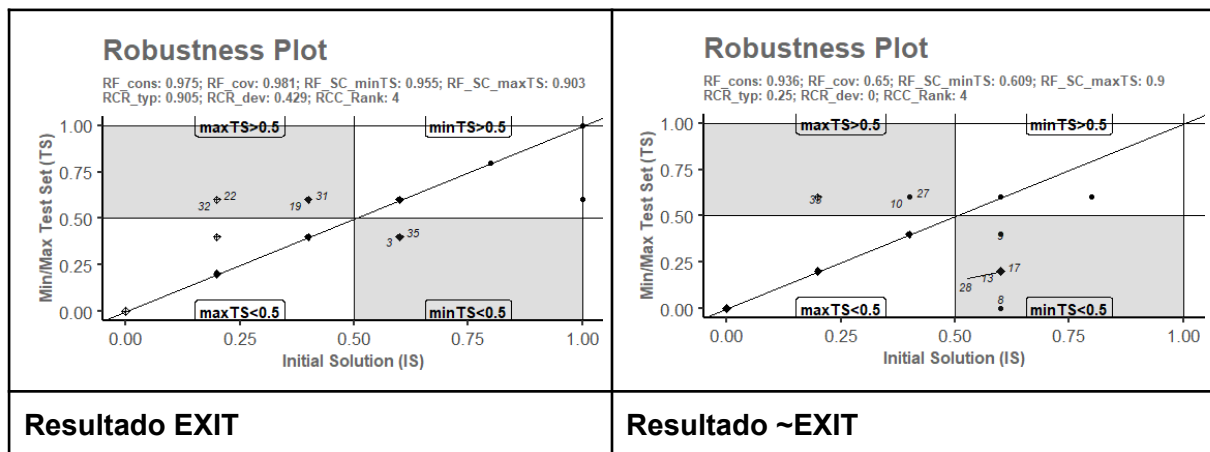 Robustness Plot
RF_cons: 0.975; RF_cov: 0.981; RF_SC_minTS: 0.955; RF_SC_maxTS: 0.903
RCR_typ: 0.905; RCR_dev: 0.429; RCC_Rank: 4
Min/Max Test Set (TS)
1.00
0.75
0.50
0.25
0.00
maxTS>0.5
minTS>0.5
32
22
19
31
3
35
maxTS<0.5
minTS<0.5
0.00
0.25
0.50
0.75
1.00
Initial Solution (IS)
Resultado EXIT
Robustness Plot
RF_cons: 0.936; RF_cov: 0.65; RF_SC_minTS: 0.609; RF_SC_maxTS: 0.9
RCR_typ: 0.25; RCR_dev: 0; RCC_Rank: 4
Min/Max Test Set (TS)
1.00
0.75
0.50
0.25
0.00
maxTS>0.5
minTS>0.5
10
27
9
17
13
28
8
maxTS<0.5
minTS<0.5
0.00
0.25
0.50
0.75
1.00
Initial Solution (IS)
Resultado ~EXIT